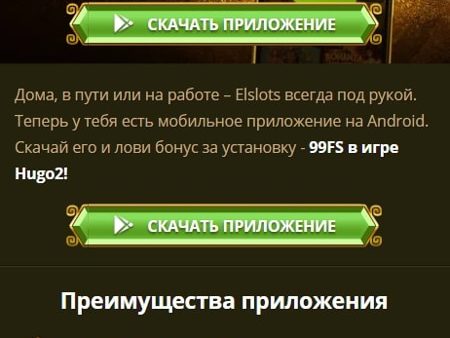 СКАЧАТЬ ПРИЛОЖЕНИЕ
Дома, в пути или на работе – Elslots всегда под рукой.
Теперь у тебя есть мобильное приложение на Android.
Скачай его и лови бонус за установку - 99FS в игре
Hugo2!
СКАЧАТЬ ПРИЛОЖЕНИЕ
Преимущества приложения